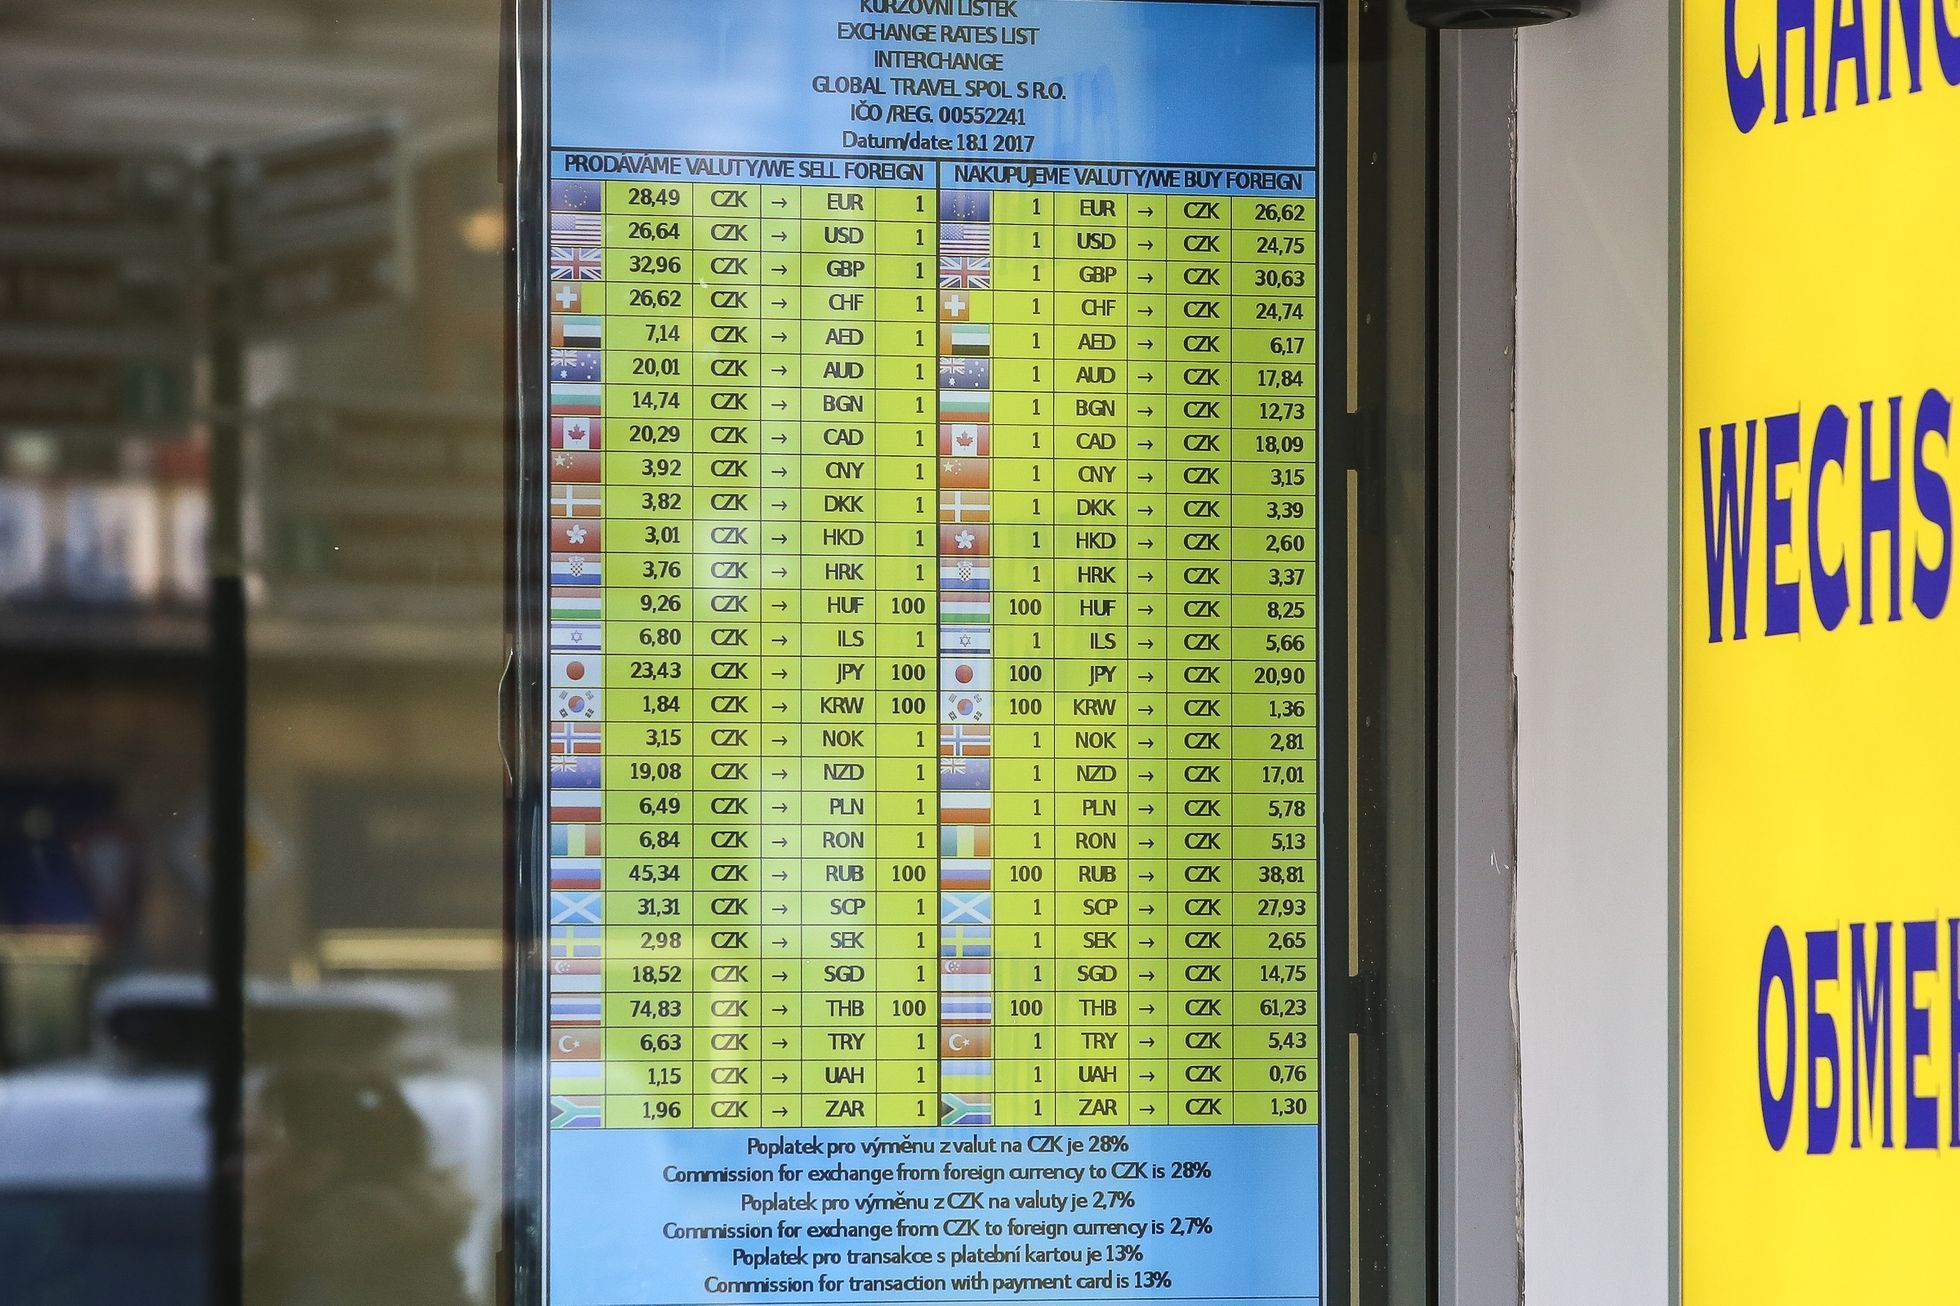 KURZOVNÍ LÍSTEK
EXCHANGE RATES LIST
INTERCHANGE
GLOBAL TRAVEL SPOL S R.O.
IČO /REG. 00552241
Datum/date: 18.1 2017
PRODÁVÁME VALUTY/WE SELL FOREIGN NAKUPUJEME VALUTY/WE BUY FOREIGN
28,49 CZK → EUR 1 1 EUR → CZK 26,62
26,64 CZK → USD 1 1 USD → CZK 24,75
32,96 CZK → GBP 1 1 GBP → CZK 30,63
26,62 CZK → CHF 1 1 CHF → CZK 24,74
7,14 CZK → AED 1 1 AED → CZK 6,17
20,01 CZK → AUD 1 1 AUD → CZK 17,84
14,74 CZK → BGN 1 1 BGN → CZK 12,73
20,29 CZK → CAD 1 1 CAD → CZK 18,09
3,92 CZK → CNY 1 1 CNY → CZK 3,15
3,82 CZK → DKK 1 1 DKK → CZK 3,39
3,01 CZK → HKD 1 1 HKD → CZK 2,60
3,76 CZK → HRK 1 1 HRK → CZK 3,37
9,26 CZK → HUF 100 100 HUF → CZK 8,25
6,80 CZK → ILS 1 1 ILS → CZK 5,66
23,43 CZK → JPY 100 100 JPY → CZK 20,90
1,84 CZK → KRW 100 100 KRW → CZK 1,36
3,15 CZK → NOK 1 1 NOK → CZK 2,81
19,08 CZK → NZD 1 1 NZD → CZK 17,01
6,49 CZK → PLN 1 1 PLN → CZK 5,78
6,84 CZK → RON 1 1 RON → CZK 5,13
45,34 CZK → RUB 100 100 RUB → CZK 38,81
31,31 CZK → SCP 1 1 SCP → CZK 27,93
2,98 CZK → SEK 1 1 SEK → CZK 2,65
18,52 CZK → SGD 1 1 SGD → CZK 14,75
74,83 CZK → THB 100 100 THB → CZK 61,23
6,63 CZK → TRY 1 1 TRY → CZK 5,43
1,15 CZK → UAH 1 1 UAH → CZK 0,76
1,96 CZK → ZAR 1 1 ZAR → CZK 1,30
Poplatek pro výměnu z valut na CZK je 28%
Commission for exchange from foreign currency to CZK is 28%
Poplatek pro výměnu z CZK na valuty je 2,7%
Commission for exchange from CZK to foreign currency is 2,7%
Poplatek pro transakce s platební kartou je 13%
Commission for transaction with payment card is 13%
CHANG
WECHS
ОБМЕ